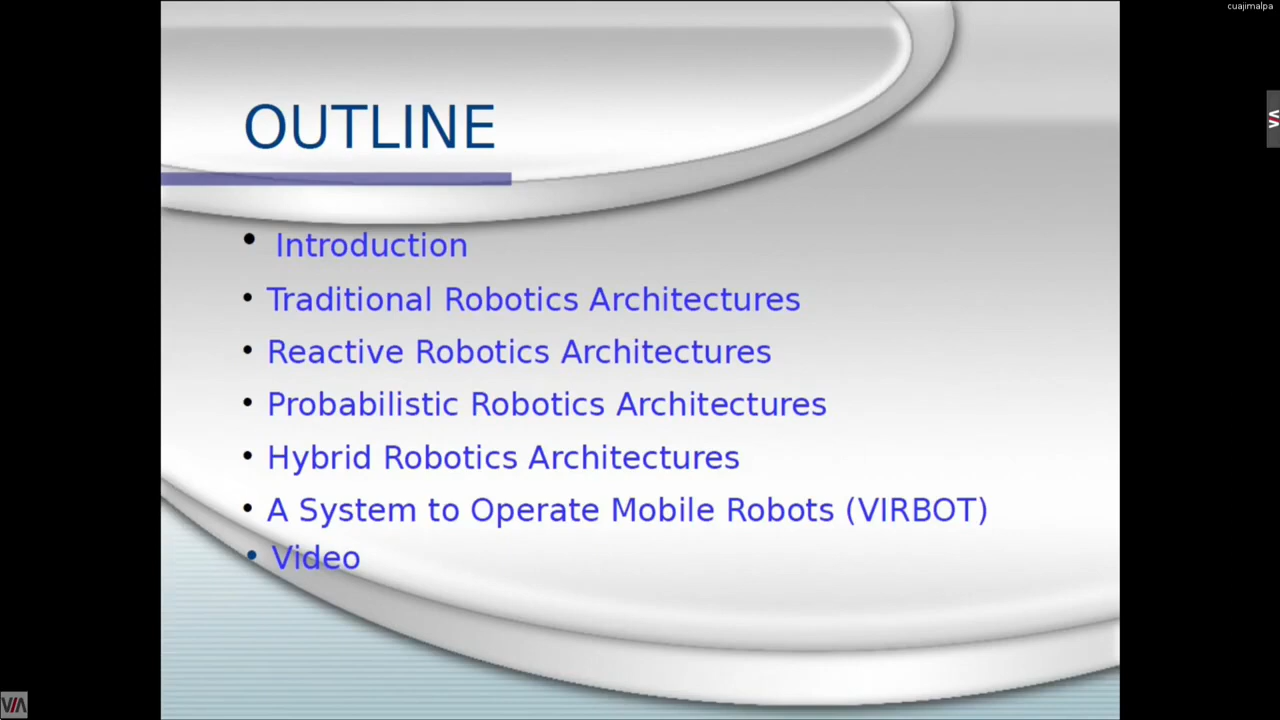 cuajimalpa
OUTLINE
• Introduction
• Traditional Robotics Architectures
• Reactive Robotics Architectures
• Probabilistic Robotics Architectures
• Hybrid Robotics Architectures
• A System to Operate Mobile Robots (VIRBOT)
• Video
VIA